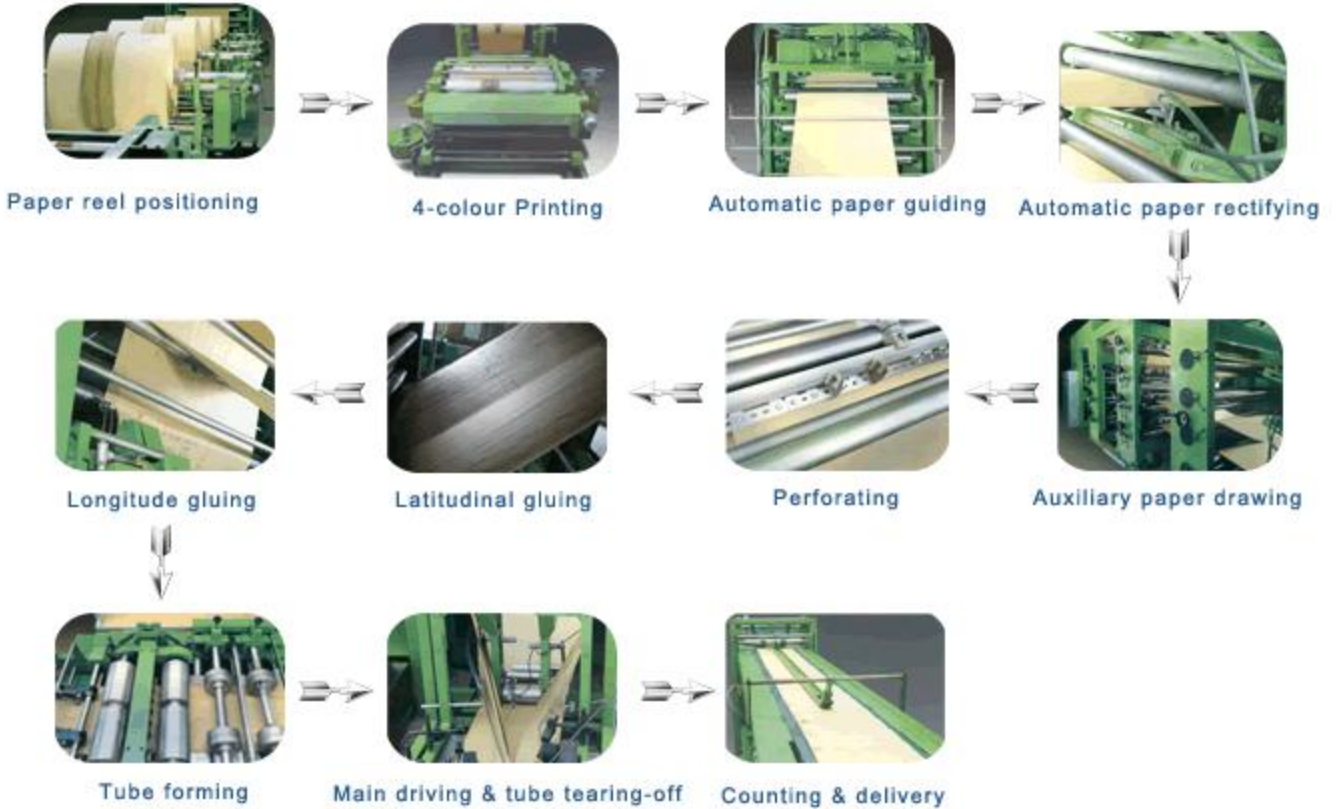 Paper reel positioning
4-colour Printing
Automatic paper guiding
Automatic paper rectifying
Auxiliary paper drawing
Perforating
Latitudinal gluing
Longitude gluing
Tube forming
Main driving & tube tearing-off
Counting & delivery